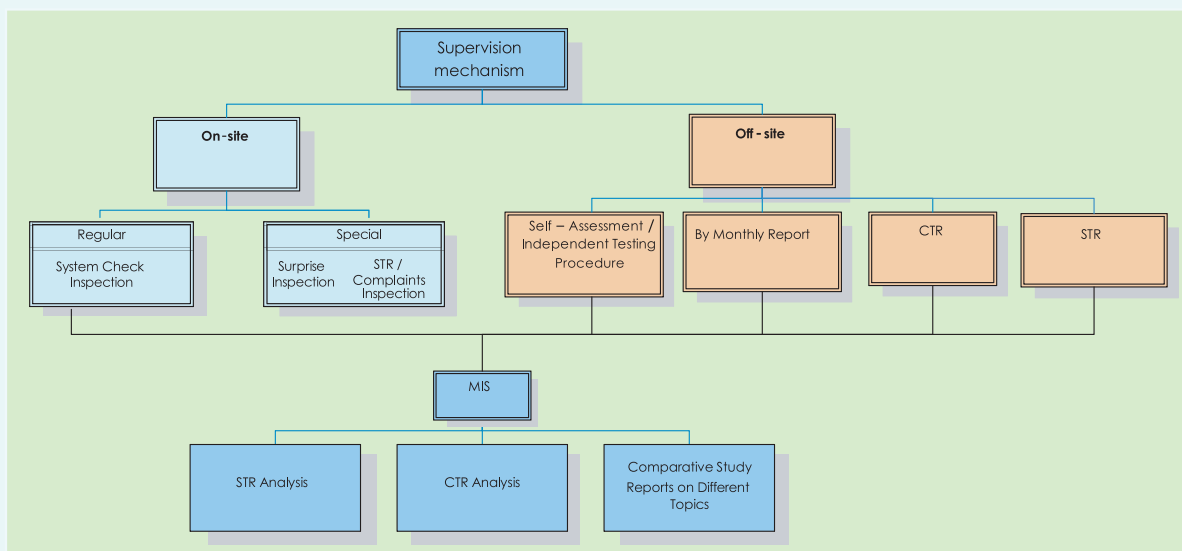 Supervision
mechanism
On-site
Off - site
Regular
System Check
Inspection
Special
Surprise
Inspection
STR /
Complaints
Inspection
Self – Assessment /
Independent Testing
Procedure
By Monthly Report
CTR
STR
MIS
STR Analysis
CTR Analysis
Comparative Study
Reports on Different
Topics